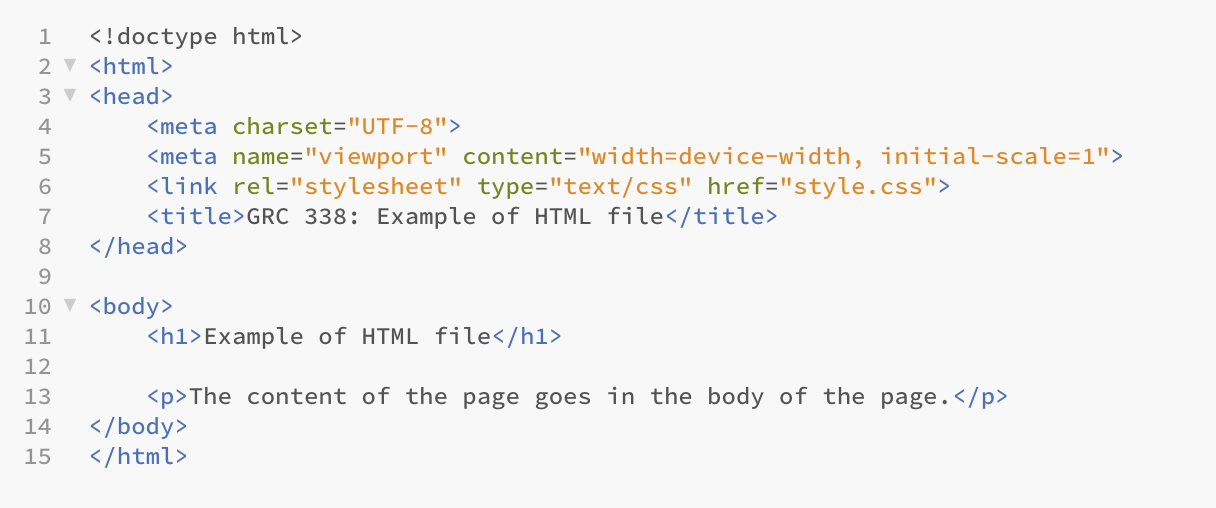 1 <!doctype html>
2 ▼ <html>
3 ▼ <head>
4 <meta charset="UTF-8">
5 <meta name="viewport" content="width=device-width, initial-scale=1">
6 <link rel="stylesheet" type="text/css" href="style.css">
7 <title>GRC 338: Example of HTML file</title>
8 </head>
9
10 ▼ <body>
11 <h1>Example of HTML file</h1>
12
13 <p>The content of the page goes in the body of the page.</p>
14 </body>
15 </html>